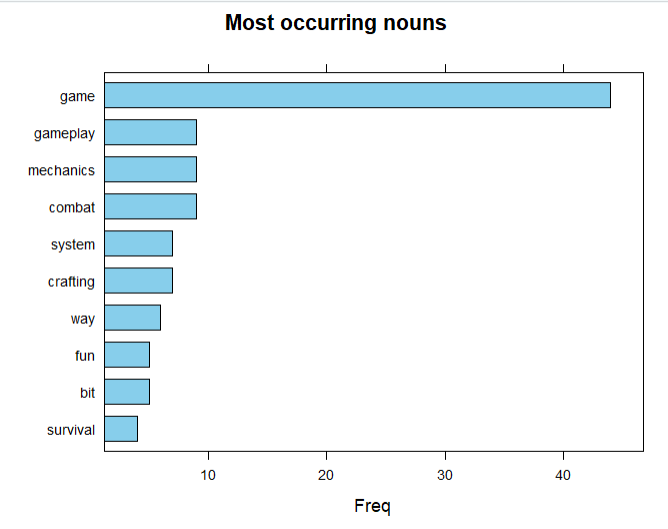 Most occurring nouns
game
gameplay
mechanics
combat
system
crafting
way
fun
bit
survival
10 20 30 40
Freq